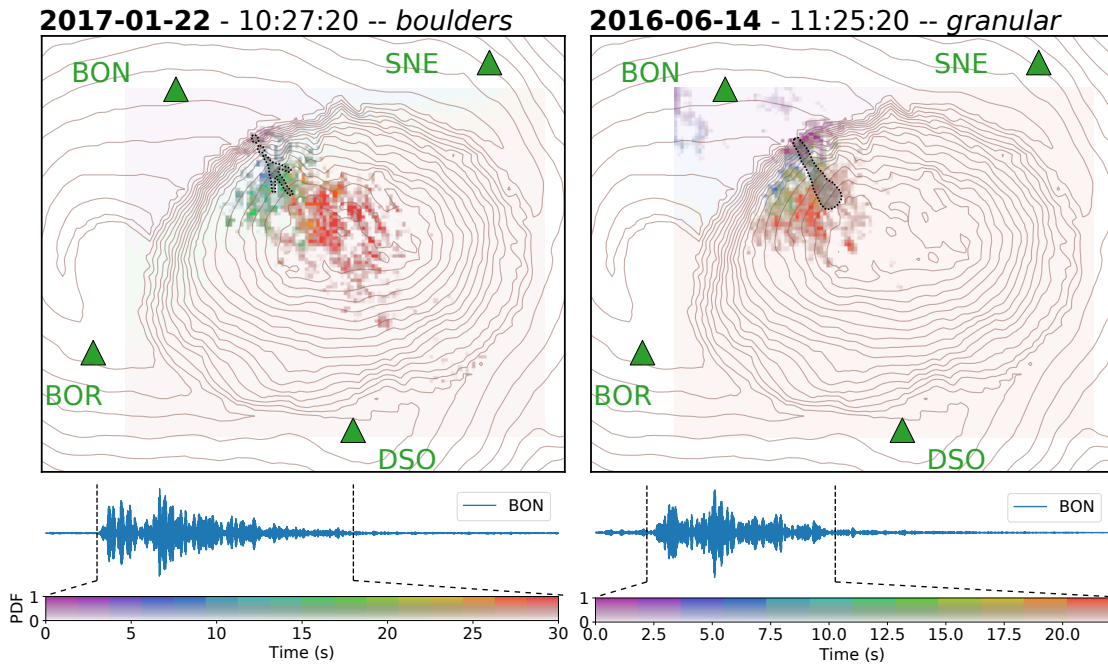 2017-01-22 - 10:27:20 -- boulders
2016-06-14 - 11:25:20 -- granular
BON
SNE
BOR
DSO
BON
SNE
BOR
DSO
BON
BON
PDF
1
0
0
5
10
15
20
25
30
Time (s)
1
0
0.0
2.5
5.0
7.5
10.0
12.5
15.0
17.5
20.0
Time (s)